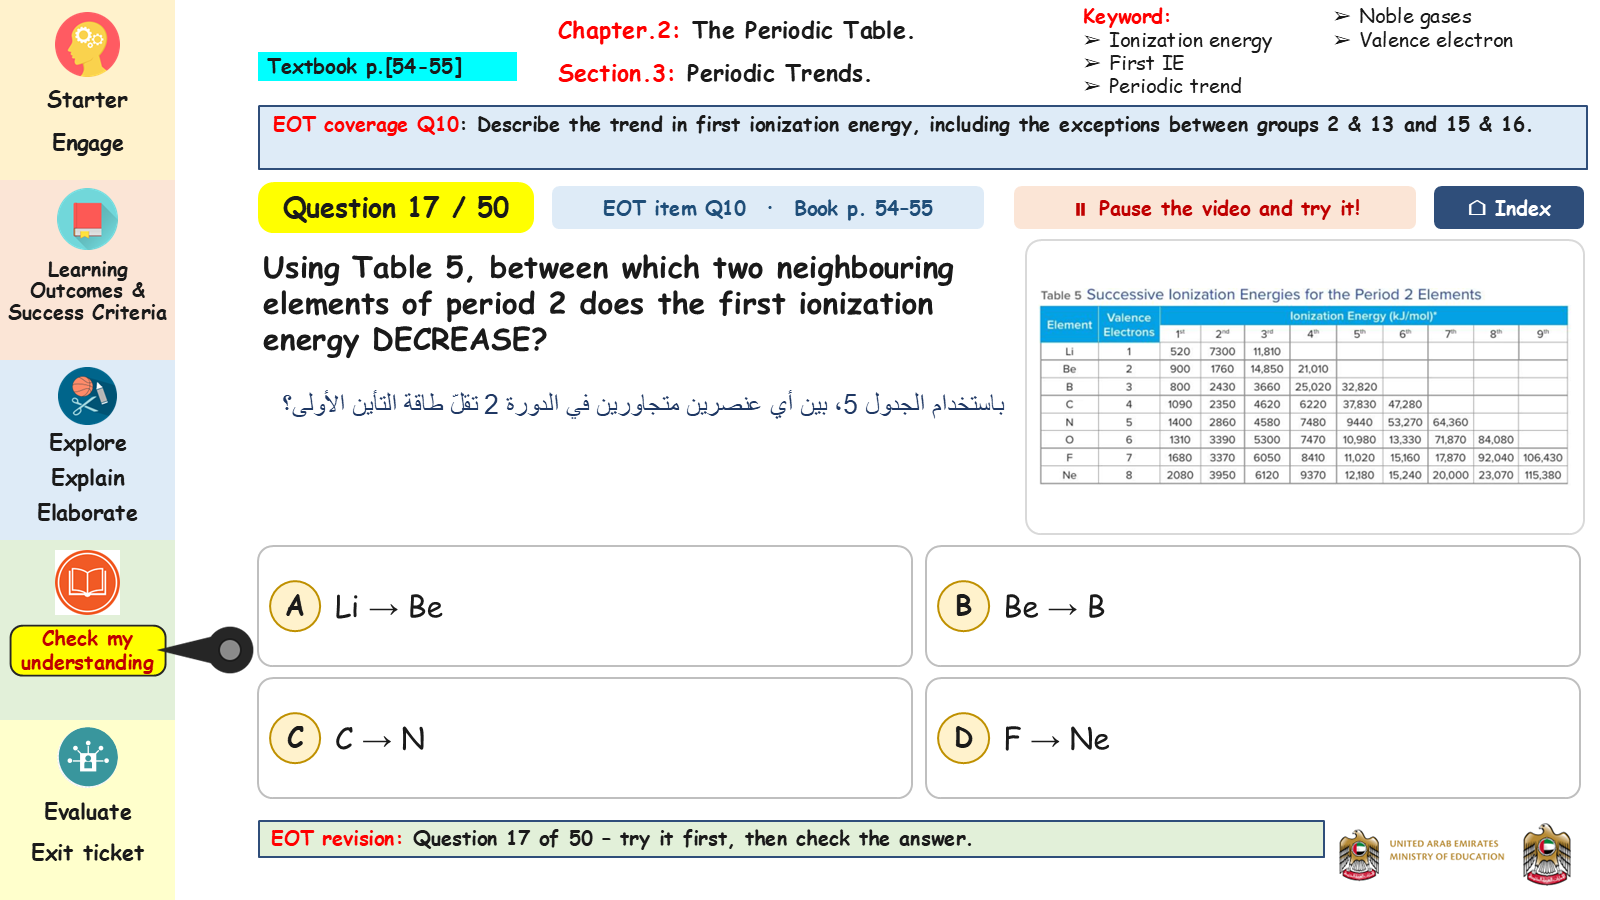 Starter
Engage
Learning
Outcomes &
Success Criteria
Explore
Explain
Elaborate
Check my
understanding
Evaluate
Exit ticket
Textbook p.[54-55]
Chapter.2: The Periodic Table.
Section.3: Periodic Trends.
Keyword:
➢ Ionization energy
➢ First IE
➢ Periodic trend
➢ Noble gases
➢ Valence electron
EOT coverage Q10: Describe the trend in first ionization energy, including the exceptions between groups 2 & 13 and 15 & 16.
Question 17 / 50
EOT item Q10 · Book p. 54–55
⏸ Pause the video and try it!
Index
Using Table 5, between which two neighbouring
elements of period 2 does the first ionization
energy DECREASE?
باستخدام الجدول 5، بين أي عنصرين متجاورين في الدورة 2 تقلّ طاقة التأين الأولى؟
Table 5 Successive Ionization Energies for the Period 2 Elements
Element Valence Electrons Ionization Energy (kJ/mol)*
1st 2nd 3rd 4th 5th 6th 7th 8th 9th
Li 1 520 7300 11,810
Be 2 900 1760 14,850 21,010
B 3 800 2430 3660 25,020 32,820
C 4 1090 2350 4620 6220 37,830 47,280
N 5 1400 2860 4580 7480 9440 53,270 64,360
O 6 1310 3390 5300 7470 10,980 13,330 71,870 84,080
F 7 1680 3370 6050 8410 11,020 15,160 17,870 92,040 106,430
Ne 8 2080 3950 6120 9370 12,180 15,240 20,000 23,070 115,380
A Li → Be
B Be → B
C C → N
D F → Ne
EOT revision: Question 17 of 50 – try it first, then check the answer.
UNITED ARAB EMIRATES
MINISTRY OF EDUCATION